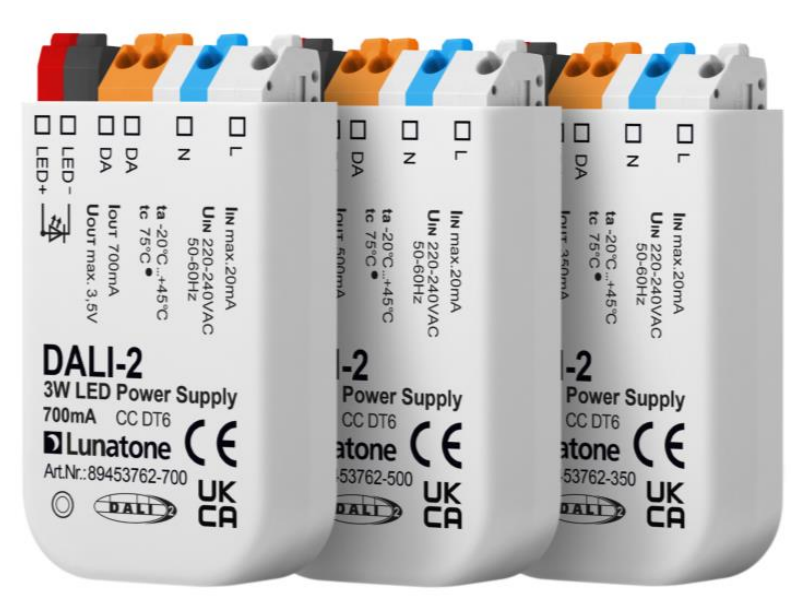 LED+
LED-
DA
DA
N
L
Uout max. 3,5V
Iout 700mA
tc 75°C
ta -20°C...+45°C
50-60Hz
UIN 220-240VAC
IIN max.20mA
DALI-2
3W LED Power Supply
700mA CC DT6
Lunatone CE
Art.Nr.:89453762-700
DALI 2
UK
CA
DA
N
L
Iout 500mA
tc 75°C
ta -20°C...+45°C
50-60Hz
UIN 220-240VAC
IIN max.20mA
-2
Power Supply
CC DT6
atone CE
53762-500
DALI 2
UK
CA
DA
N
L
Iout 350mA
tc 75°C
ta -20°C...+45°C
50-60Hz
UIN 220-240VAC
IIN max.20mA
-2
Power Supply
CC DT6
atone CE
-53762-350
DALI 2
UK
CA